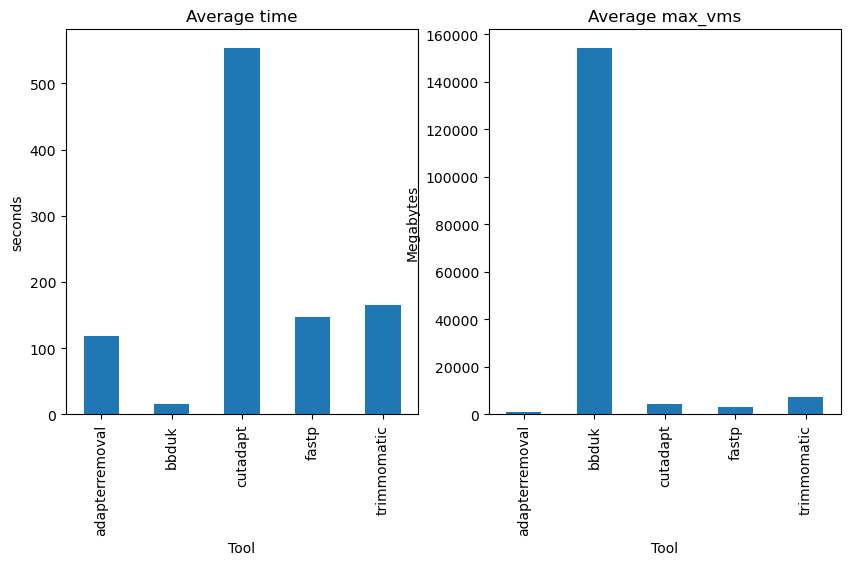 Average time
500
400
300
200
100
0
seconds
adapterremoval
bbduk
cutadapt
fastp
trimmomatic
Tool
Average max_vms
160000
140000
120000
100000
80000
60000
40000
20000
0
Megabytes
adapterremoval
bbduk
cutadapt
fastp
trimmomatic
Tool